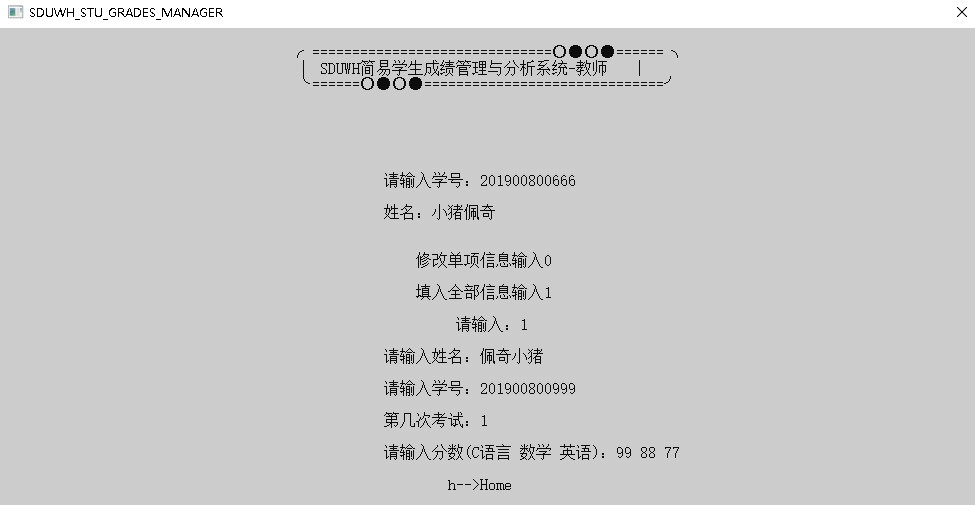 SDUWH_STU_GRADES_MANAGER
╭ ==============================○●○●====== ╮
│ SDUWH简易学生成绩管理与分析系统-教师 │
╰======○●○●==============================╯
请输入学号：201900800666
姓名：小猪佩奇
修改单项信息输入0
填入全部信息输入1
请输入：1
请输入姓名：佩奇小猪
请输入学号：201900800999
第几次考试：1
请输入分数(C语言 数学 英语)：99 88 77
h-->Home